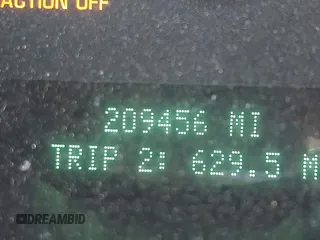 ACTION OFF
209456 MI
TRIP 2: 629.5 M
DREAMBID